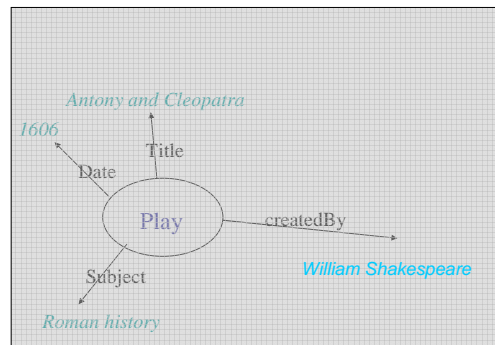 Antony and Cleopatra
1606
Title
Date
Play
createdBy
William Shakespeare
Subject
Roman history